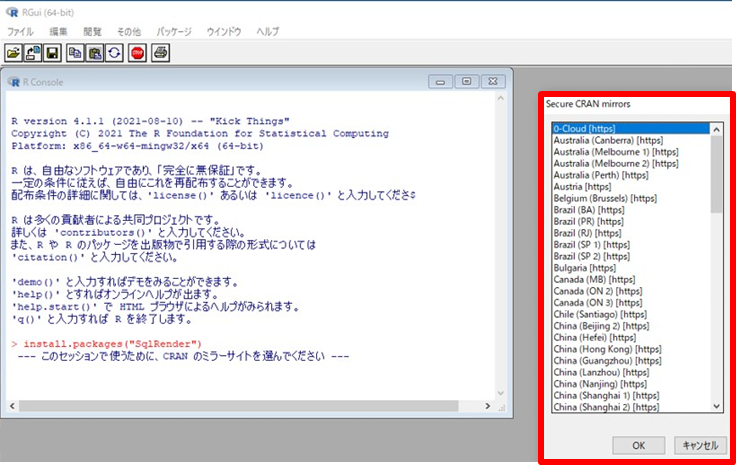 RGui (64-bit)
ファイル 編集 閲覧 その他 パッケージ ウインドウ ヘルプ
STOP
R Console
R version 4.1.1 (2021-08-10) -- "Kick Things"
Copyright (C) 2021 The R Foundation for Statistical Computing
Platform: x86_64-w64-mingw32/x64 (64-bit)
R は、自由なソフトウェアであり、「完全に無保証」です。
一定の条件に従えば、自由にこれを再配布することができます。
配布条件の詳細に関しては、'license()' あるいは 'licence()' と入力してくださ$
R は多くの貢献者による共同プロジェクトです。
詳しくは 'contributors()' と入力してください。
また、R や R のパッケージを出版物で引用する際の形式については
'citation()' と入力してください。
'demo()' と入力すればデモをみることができます。
'help()' とすればオンラインヘルプが出ます。
'help.start()' で HTML ブラウザによるヘルプがみられます。
'q()' と入力すれば R を終了します。
> install.packages("SqlRender")
--- このセッションで使うために、CRAN のミラーサイトを選んでください ---
Secure CRAN mirrors
0-Cloud [https]
Australia (Canberra) [https]
Australia (Melbourne 1) [https]
Australia (Melbourne 2) [https]
Australia (Perth) [https]
Austria [https]
Belgium (Brussels) [https]
Brazil (BA) [https]
Brazil (PR) [https]
Brazil (RJ) [https]
Brazil (SP 1) [https]
Brazil (SP 2) [https]
Bulgaria [https]
Canada (MB) [https]
Canada (ON 2) [https]
Canada (ON 3) [https]
Chile (Santiago) [https]
China (Beijing 2) [https]
China (Hefei) [https]
China (Hong Kong) [https]
China (Guangzhou) [https]
China (Lanzhou) [https]
China (Nanjing) [https]
China (Shanghai 1) [https]
China (Shanghai 2) [https]
OK キャンセル